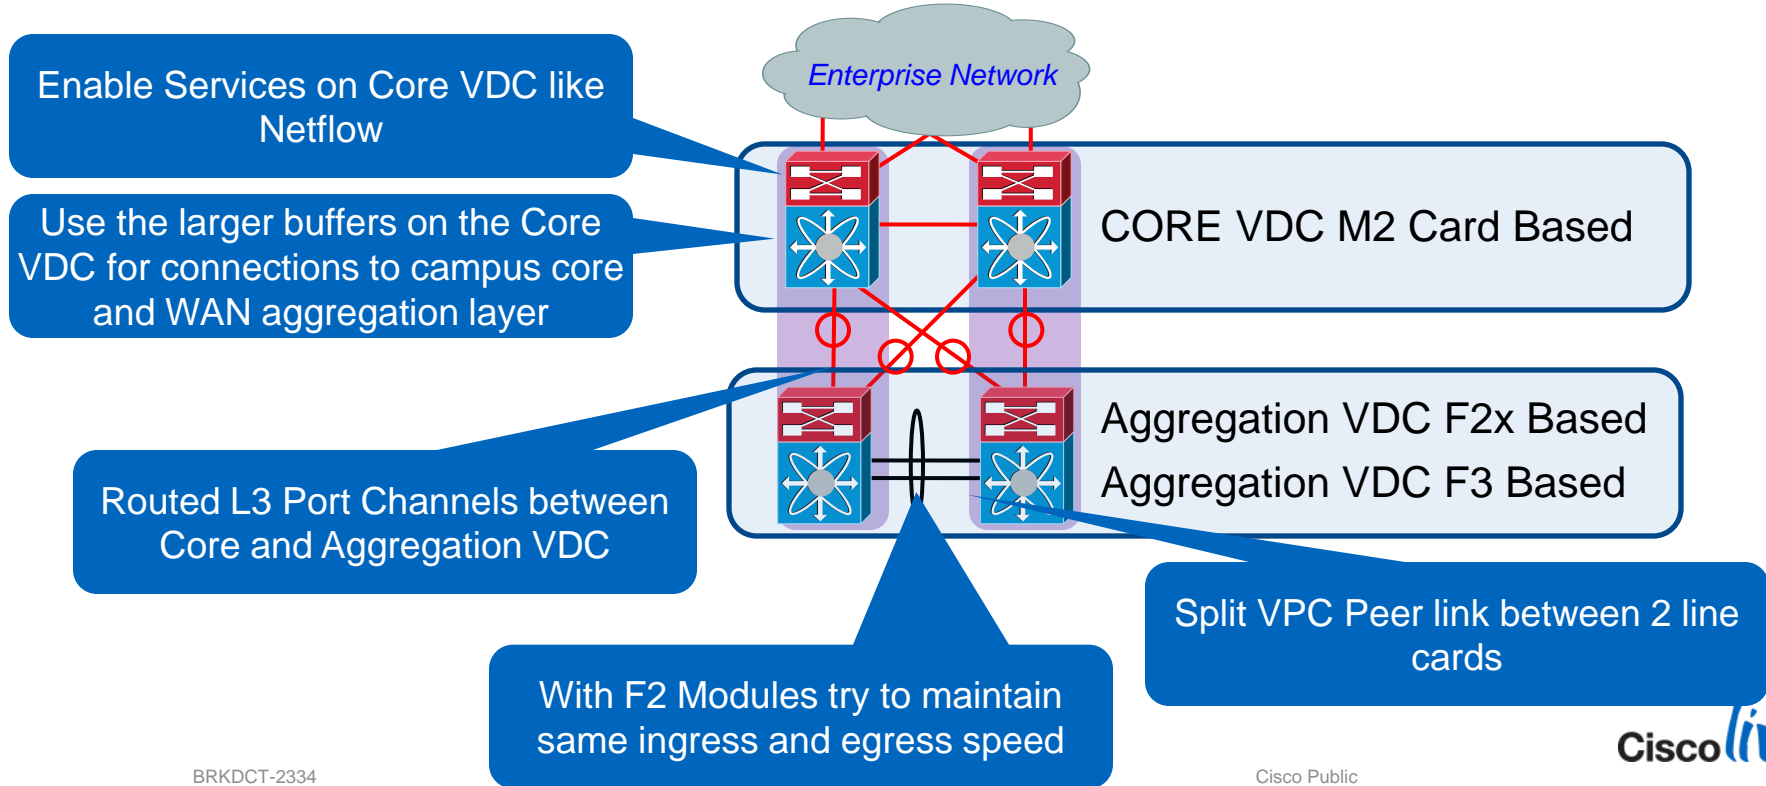 Enterprise Network
Enable Services on Core VDC like
Netflow
Use the larger buffers on the Core
VDC for connections to campus core
and WAN aggregation layer
CORE VDC M2 Card Based
Aggregation VDC F2x Based
Aggregation VDC F3 Based
Routed L3 Port Channels between
Core and Aggregation VDC
Split VPC Peer link between 2 line
cards
With F2 Modules try to maintain
same ingress and egress speed
BRKDCT-2334
Cisco Public
Cisco